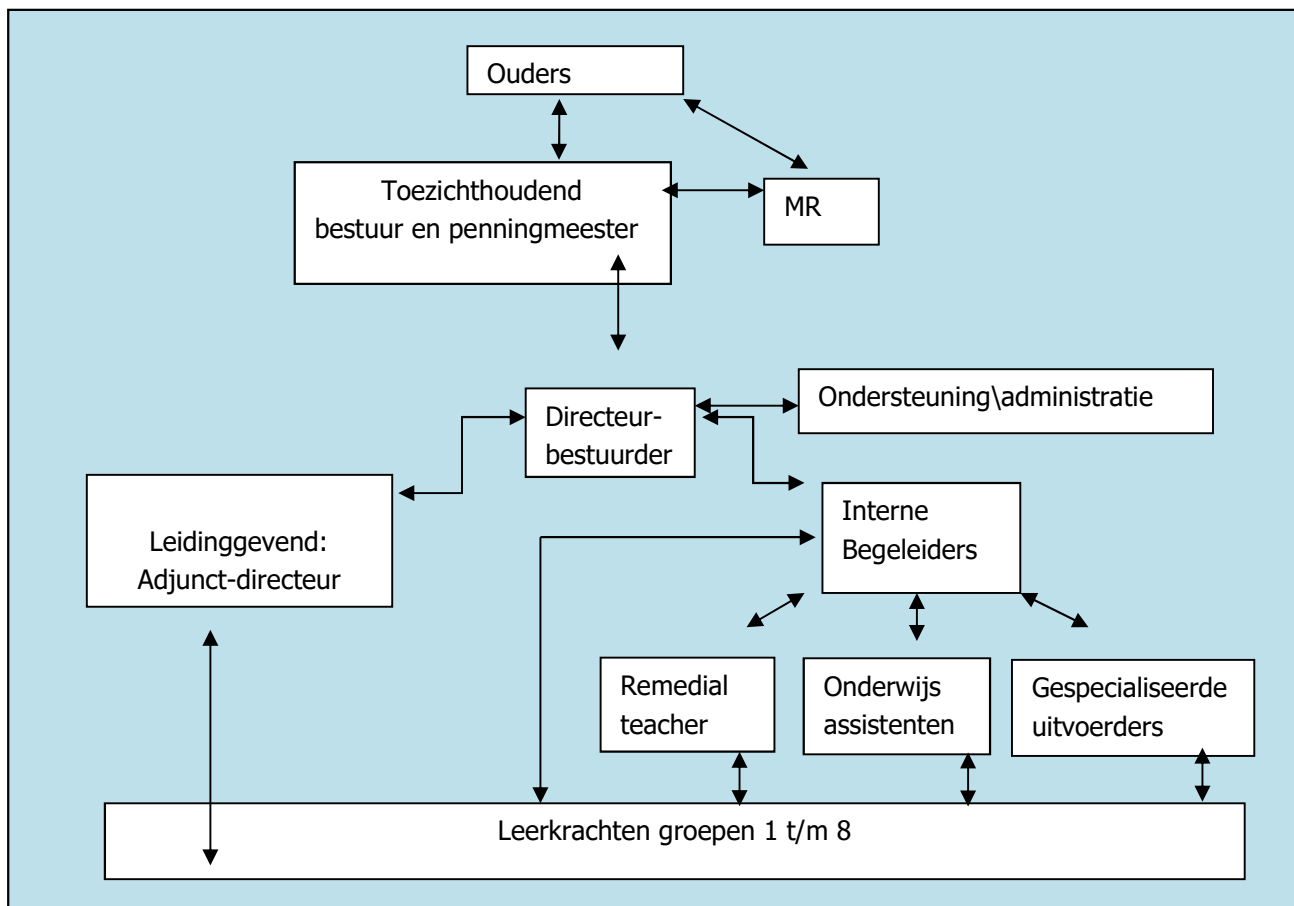 Ouders
Toezichthoudend
bestuur en penningmeester
MR
Ondersteuning\administratie
Directeur-
bestuurder
Leidinggevend:
Adjunct-directeur
Interne
Begeleiders
Remedial
teacher
Onderwijs
assistenten
Gespecialiseerde
uitvoerders
Leerkrachten groepen 1 t/m 8